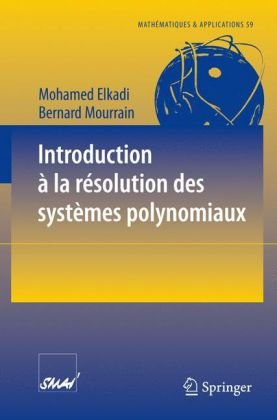 MATHÉMATIQUES & APPLICATIONS 59
Mohamed Elkadi
Bernard Mourrain
Introduction
à la résolution des
systèmes polynomiaux
SMAI
Springer